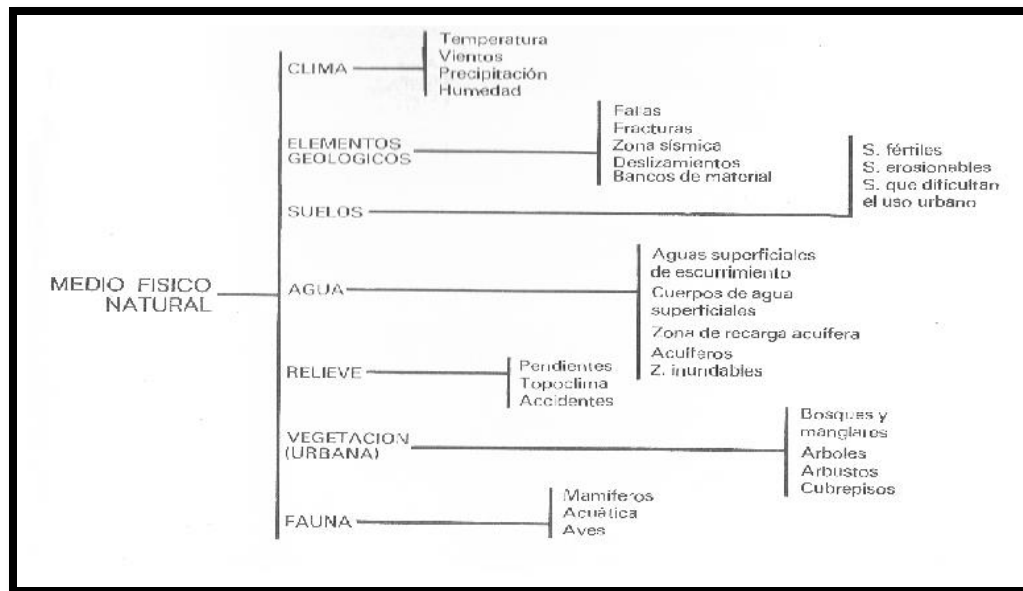 CLIMA
Temperatura
Vientos
Precipitación
Humedad
ELEMENTOS
GEOLOGICOS
Fallas
Fracturas
Zona sísmica
Deslizamientos
Bancos de material
SUELOS
S. fértiles
S. erosionables
S. que dificultan
el uso urbano
MEDIO FISICO
NATURAL
AGUA
Aguas superficiales
de escurrimiento
Cuerpos de agua
superficiales
Zona de recarga acuífera
Acuíferos
Z. inundables
RELIEVE
Pendientes
Topoclima
Accidentes
VEGETACION
(URBANA)
Bosques y
manglares
Arboles
Arbustos
Cubrepisos
FAUNA
Mamíferos
Acuática
Aves